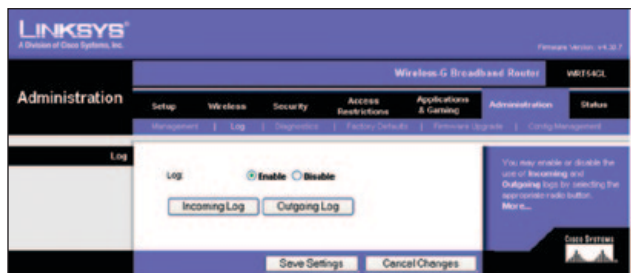 LINKSYS®
A Division of Cisco Systems, Inc.
Firmware Version: v4.30.7
Wireless-G Broadband Router WRT54GL
Administration
Setup Wireless Security Access Restrictions Applications & Gaming Administration Status
Management | Log | Diagnostics | Factory Defaults | Firmware Upgrade | Config Management
Log
Log: Enable Disable
Incoming Log Outgoing Log
You may enable or disable the
use of Incoming and
Outgoing logs by selecting the
appropriate radio button.
More...
Save Settings Cancel Changes
CISCO SYSTEMS